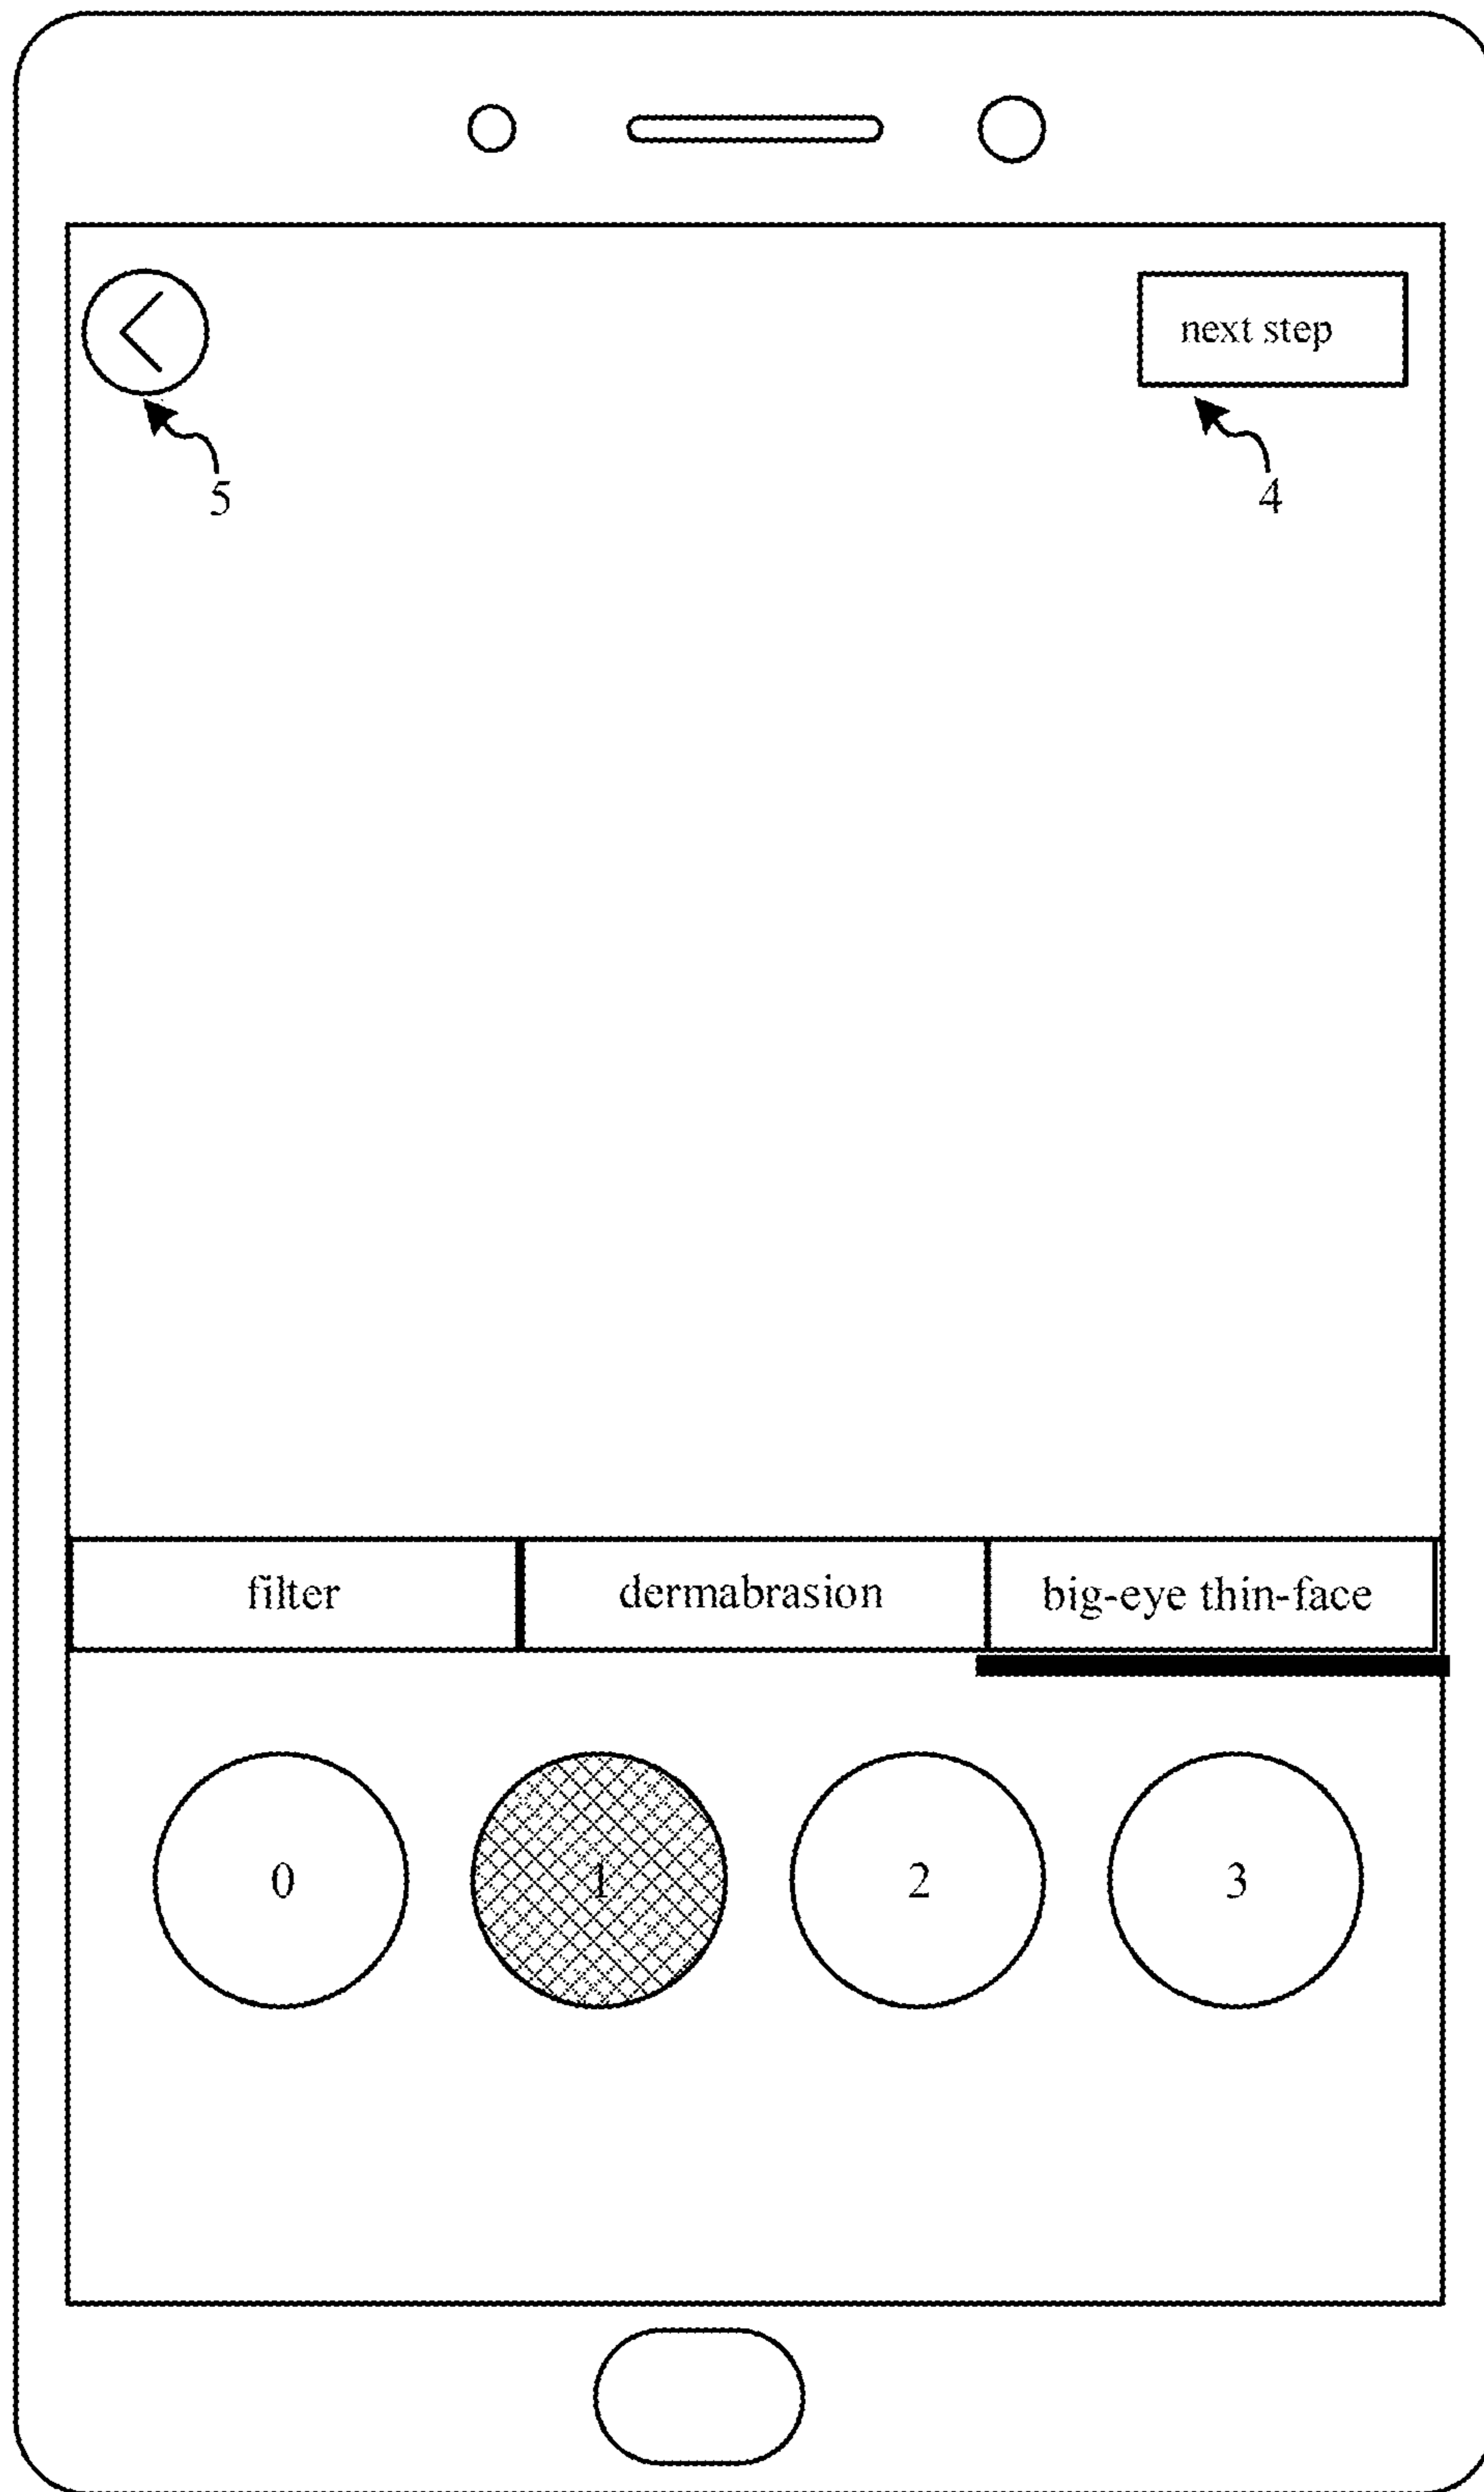 next step
5
4
filter dermabrasion big-eye thin-face
0 1 2 3